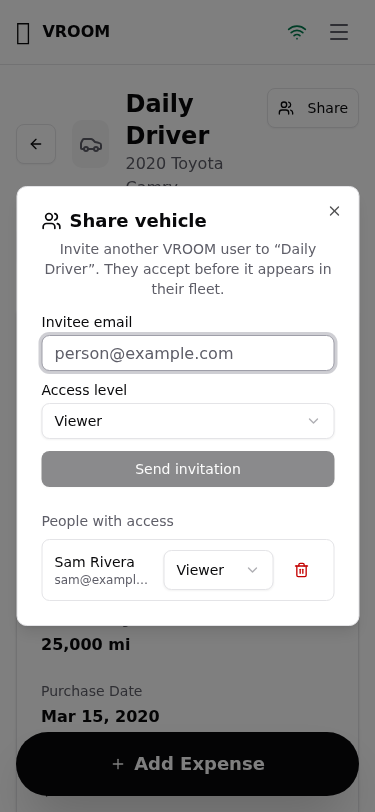 VROOM
Daily
Driver
Share
2020 Toyota
Camry
Share vehicle
Invite another VROOM user to “Daily
Driver”. They accept before it appears in
their fleet.
Invitee email
person@example.com
Access level
Viewer
Send invitation
People with access
Sam Rivera
sam@exampl...
Viewer
25,000 mi
Purchase Date
Mar 15, 2020
+ Add Expense